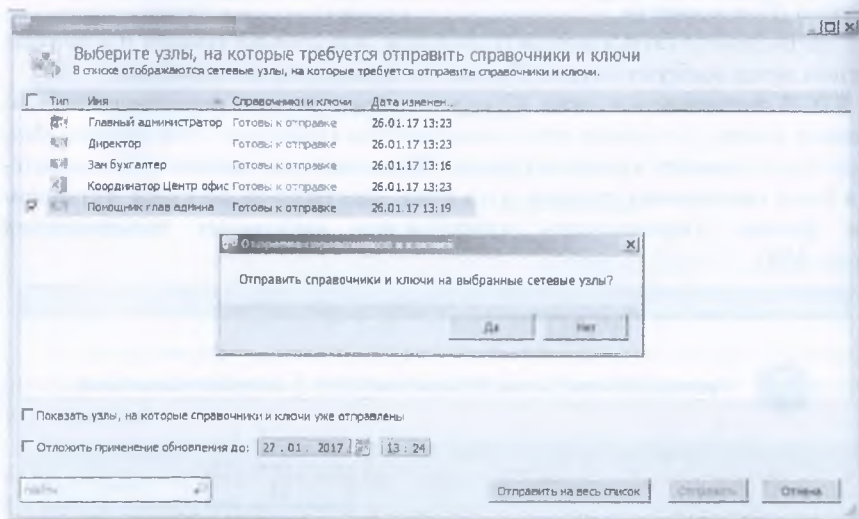 Выберите узлы, на которые требуется отправить справочники и ключи
В списке отображаются сетевые узлы, на которые требуется отправить справочники и ключи.
Тип Имя Справочники и ключи Дата изменен...
Главный администратор Готовы к отправке 26.01.17 13:23
Директор Готовы к отправке 26.01.17 13:23
Зам бухгалтер Готовы к отправке 26.01.17 13:16
Координатор Центр офис Готовы к отправке 26.01.17 13:23
Помощник глав админа Готовы к отправке 26.01.17 13:19
Отправка справочников и ключей
Отправить справочники и ключи на выбранные сетевые узлы?
Да Нет
Показать узлы, на которые справочники и ключи уже отправлены
Отложить применение обновления до: 27 . 01 . 2017 13 : 24
Найти Отправить на весь список Отправить Отмена